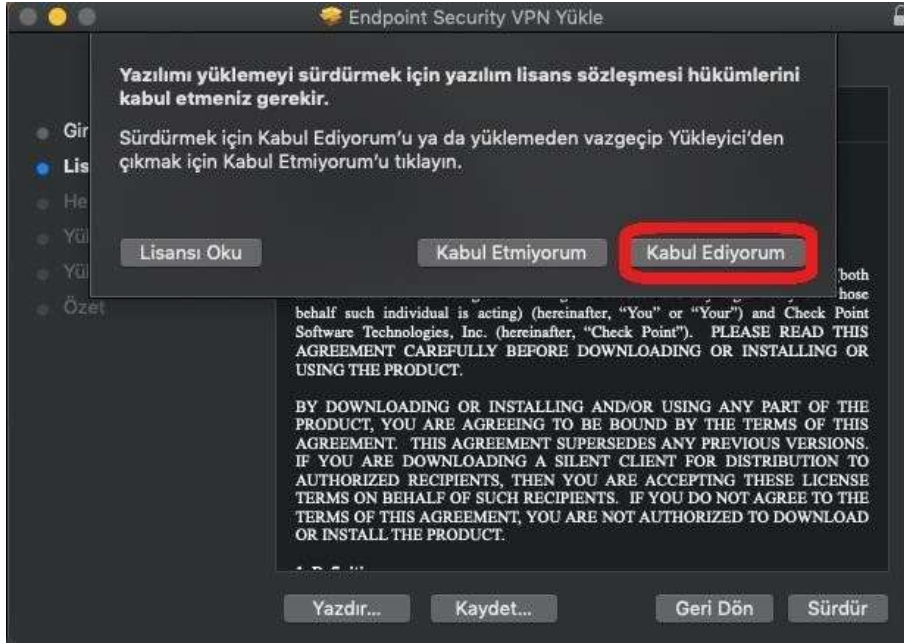 Endpoint Security VPN Yükle
Yazılımı yüklemeyi sürdürmek için yazılım lisans sözleşmesi hükümlerini
kabul etmeniz gerekir.
Sürdürmek için Kabul Ediyorum’u ya da yüklemeden vazgeçip Yükleyici’den
çıkmak için Kabul Etmiyorum’u tıklayın.
Lisansı Oku
Kabul Etmiyorum
Kabul Ediyorum
Gir
Lis
He
Yük
Yük
Özet
both
hose
behalf such individual is acting) (hereinafter, “You” or “Your”) and Check Point
Software Technologies, Inc. (hereinafter, “Check Point”). PLEASE READ THIS
AGREEMENT CAREFULLY BEFORE DOWNLOADING OR INSTALLING OR
USING THE PRODUCT.
BY DOWNLOADING OR INSTALLING AND/OR USING ANY PART OF THE
PRODUCT, YOU ARE AGREEING TO BE BOUND BY THE TERMS OF THIS
AGREEMENT. THIS AGREEMENT SUPERSEDES ANY PREVIOUS VERSIONS.
IF YOU ARE DOWNLOADING A SILENT CLIENT FOR DISTRIBUTION TO
AUTHORIZED RECIPIENTS, THEN YOU ARE ACCEPTING THESE LICENSE
TERMS ON BEHALF OF SUCH RECIPIENTS. IF YOU DO NOT AGREE TO THE
TERMS OF THIS AGREEMENT, YOU ARE NOT AUTHORIZED TO DOWNLOAD
OR INSTALL THE PRODUCT.
Yazdır...
Kaydet...
Geri Dön
Sürdür